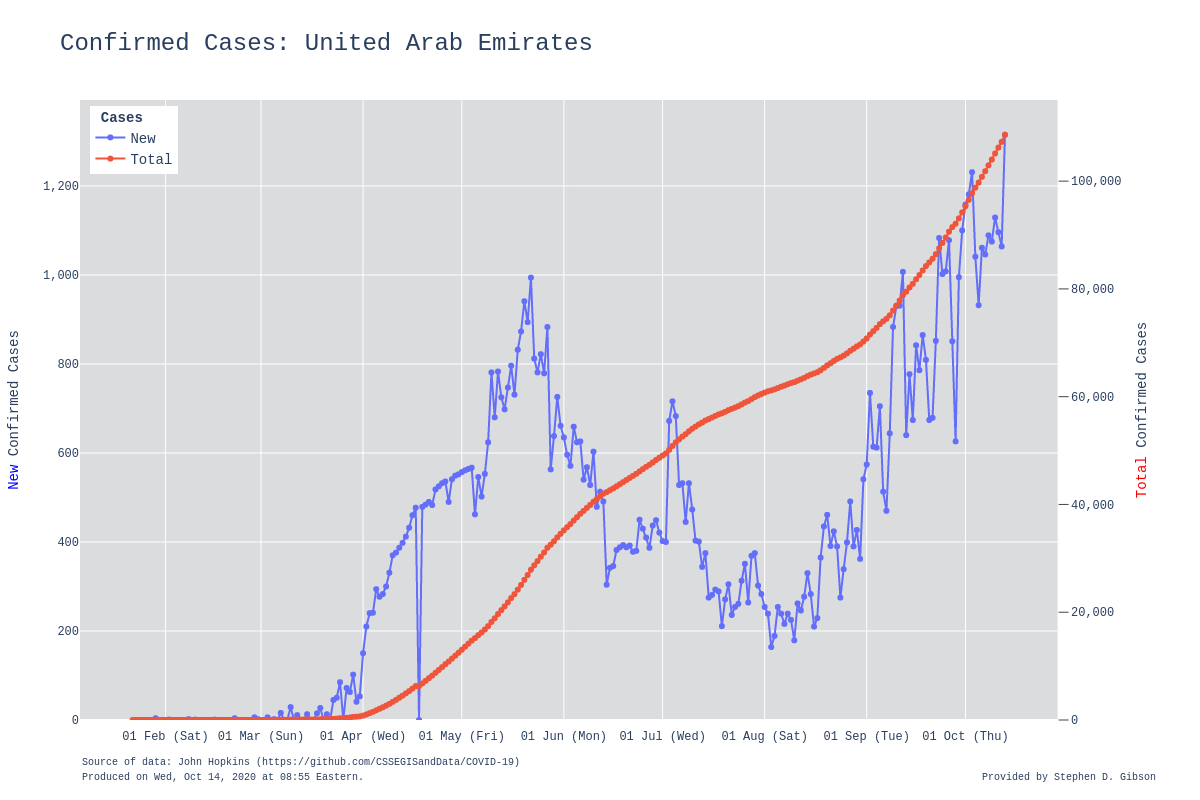 Confirmed Cases: United Arab Emirates
Cases
New
Total
1,200
1,000
800
600
400
200
0
100,000
80,000
60,000
40,000
20,000
0
New Confirmed Cases
Total Confirmed Cases
01 Feb (Sat) 01 Mar (Sun) 01 Apr (Wed) 01 May (Fri) 01 Jun (Mon) 01 Jul (Wed) 01 Aug (Sat) 01 Sep (Tue) 01 Oct (Thu)
Source of data: John Hopkins (https://github.com/CSSEGISandData/COVID-19)
Produced on Wed, Oct 14, 2020 at 08:55 Eastern.
Provided by Stephen D. Gibson